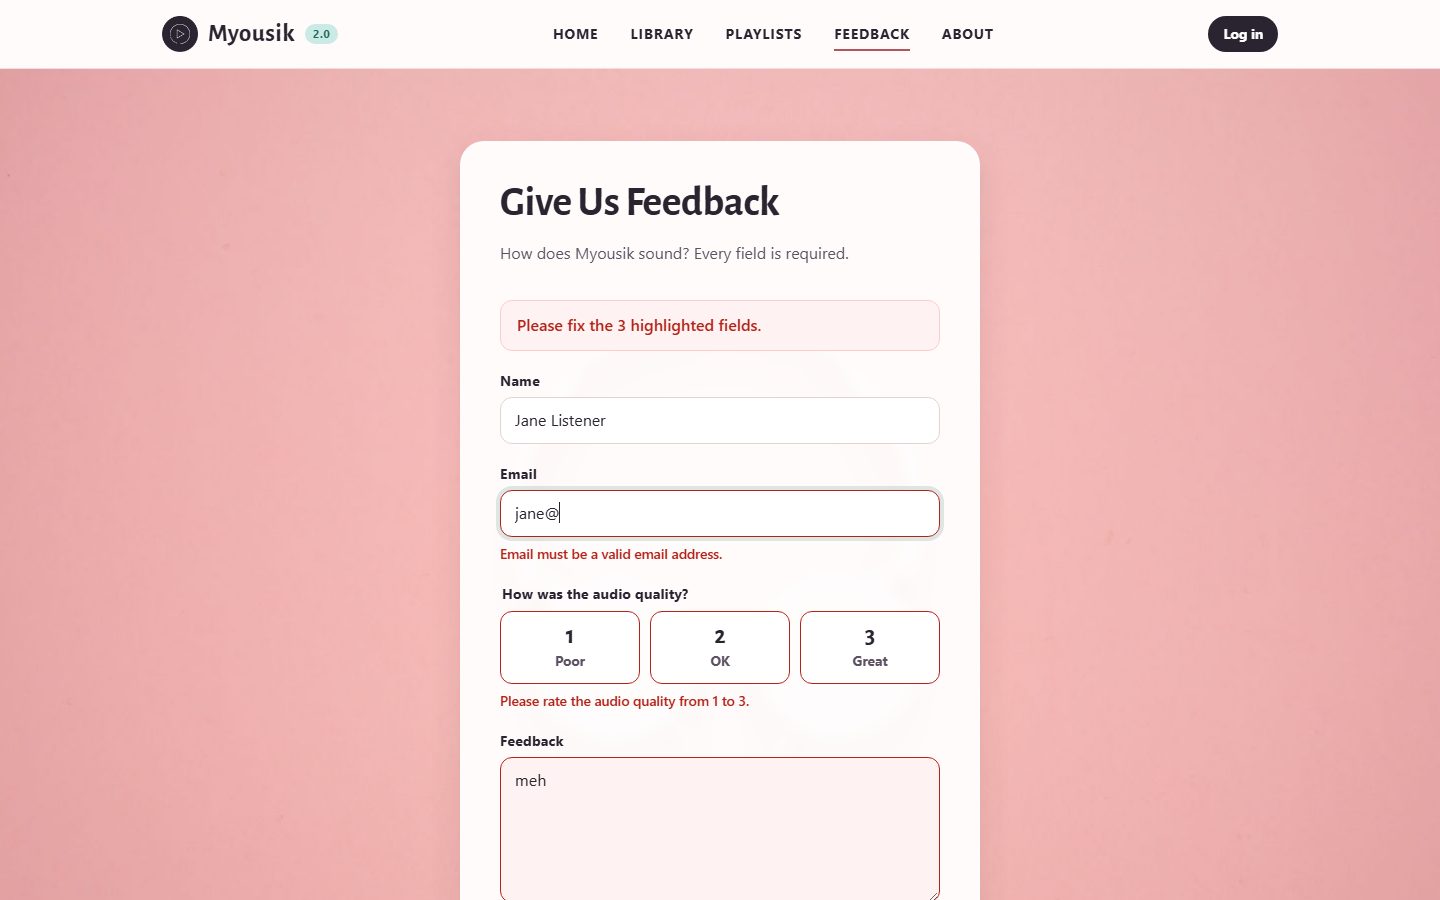 Myousik 2.0
HOME LIBRARY PLAYLISTS FEEDBACK ABOUT
Log in
Give Us Feedback
How does Myousik sound? Every field is required.
Please fix the 3 highlighted fields.
Name
Jane Listener
Email
jane@
Email must be a valid email address.
How was the audio quality?
1 2 3
Poor OK Great
Please rate the audio quality from 1 to 3.
Feedback
meh